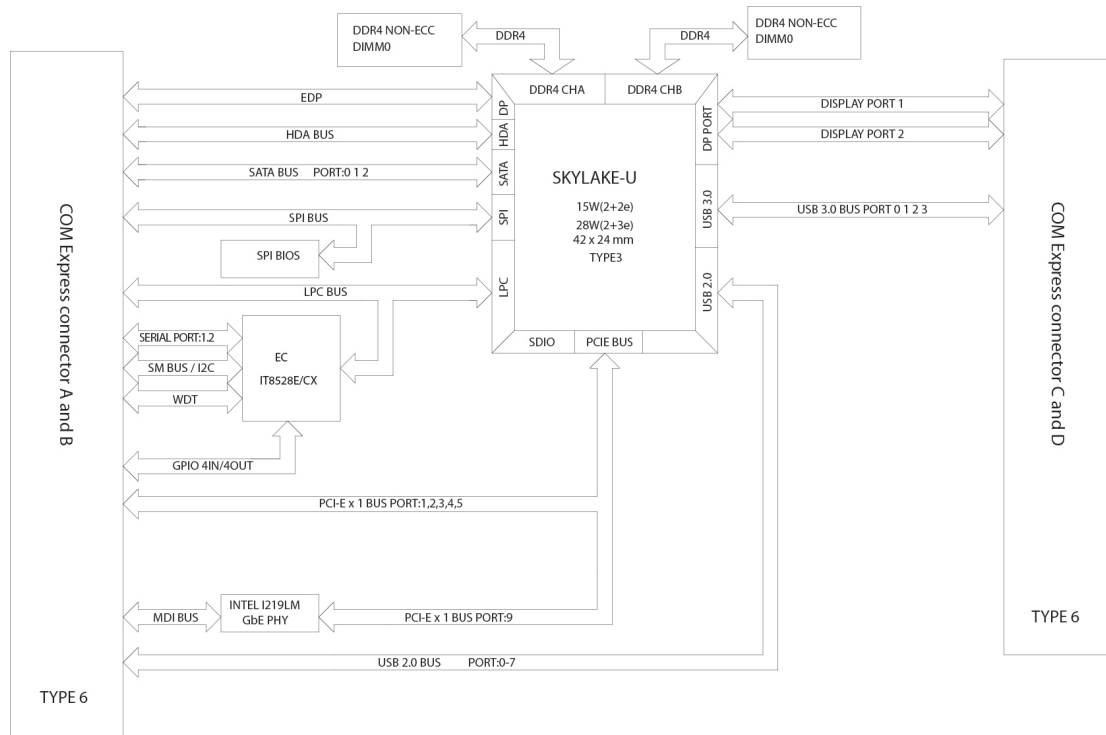 DDR4 NON-ECC
DIMM0
DDR4
DDR4
DDR4 NON-ECC
DIMM0
DDR4 CHA
DDR4 CHB
EDP
DP
DP PORT
DISPLAY PORT 1
HDA BUS
HDA
DISPLAY PORT 2
SATA BUS PORT:0 1 2
SATA
SKYLAKE-U
15W(2+2e)
28W(2+3e)
42 x 24 mm
TYPE3
SPI BUS
SPI
USB 3.0
USB 3.0 BUS PORT 0 1 2 3
SPI BIOS
LPC BUS
LPC
USB 2.0
SERIAL PORT:1.2
SM BUS / I2C
WDT
EC
IT8528E/CX
SDIO
PCIE BUS
GPIO 4IN/4OUT
PCI-E x 1 BUS PORT:1,2,3,4,5
MDI BUS
INTEL I219LM
GbE PHY
PCI-E x 1 BUS PORT:9
USB 2.0 BUS PORT:0-7
COM Express connector A and B
TYPE 6
COM Express connector C and D
TYPE 6